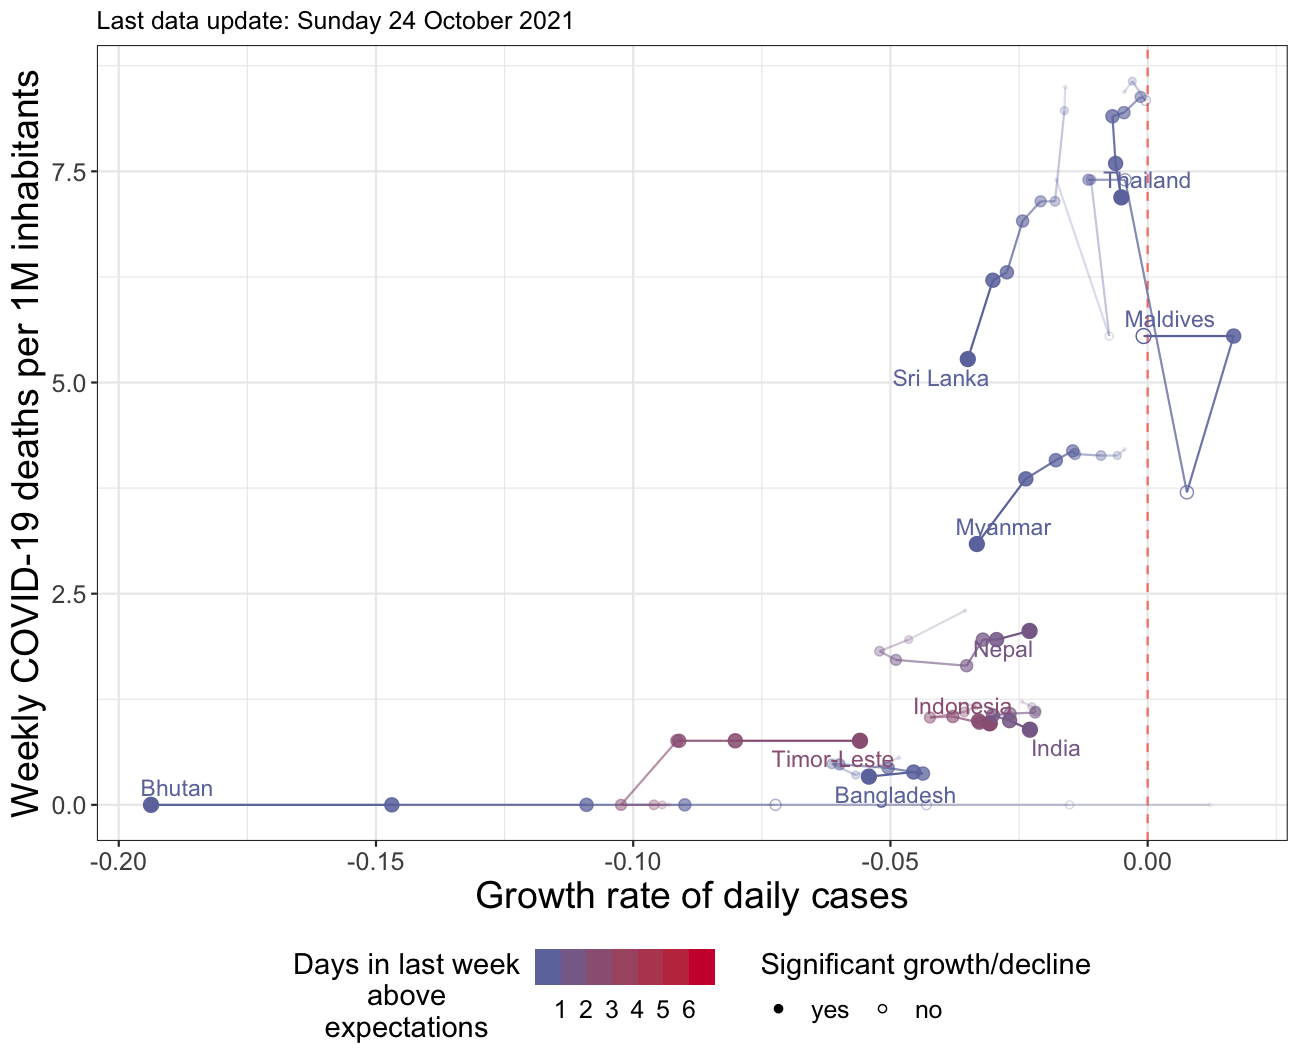 Last data update: Sunday 24 October 2021
Weekly COVID-19 deaths per 1M inhabitants
7.5
5.0
2.5
0.0
Thailand
Maldives
Sri Lanka
Myanmar
Nepal
Indonesia
India
Timor-Leste
Bhutan
Bangladesh
-0.20
-0.15
-0.10
-0.05
0.00
Growth rate of daily cases
Days in last week
above
expectations
1 2 3 4 5 6
Significant growth/decline
yes
no